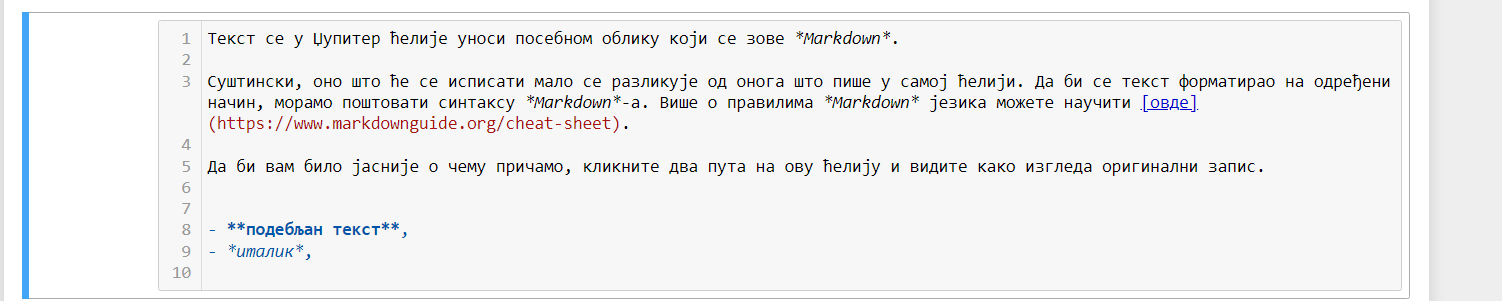 1 Текст се у Џупитер ћелије уноси посебном облику који се зове *Markdown*.
2
3 Суштински, оно што ће се исписати мало се разликује од онога што пише у самој ћелији. Да би се текст форматирао на одређени
начин, морамо поштовати синтаксу *Markdown*-а. Више о правилима *Markdown* језика можете научити [овде]
(https://www.markdownguide.org/cheat-sheet).
4
5 Да би вам било јасније о чему причамо, кликните два пута на ову ћелију и видите како изгледа оригинални запис.
6
7
8 - **подебљан текст**,
9 - *италик*,
10